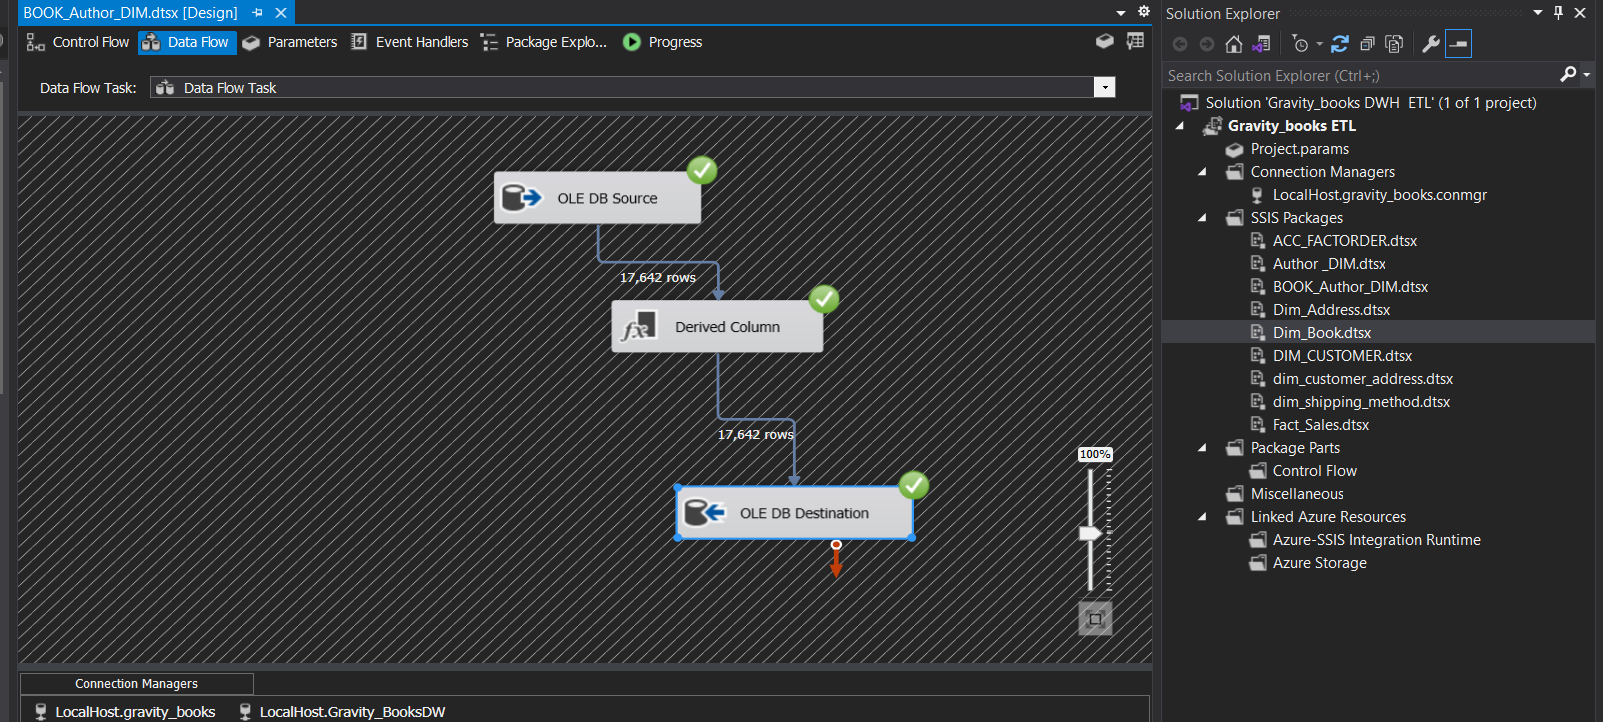 BOOK_Author_DIM.dtsx [Design]
Control Flow
Data Flow
Parameters
Event Handlers
Package Explo...
Progress
Data Flow Task:
Data Flow Task
OLE DB Source
17,642 rows
Derived Column
17,642 rows
OLE DB Destination
100%
Connection Managers
LocalHost.gravity_books
LocalHost.Gravity_BooksDW
Solution Explorer
Search Solution Explorer (Ctrl+;)
Solution 'Gravity_books DWH  ETL' (1 of 1 project)
Gravity_books ETL
Project.params
Connection Managers
LocalHost.gravity_books.conmgr
SSIS Packages
ACC_FACTORDER.dtsx
Author _DIM.dtsx
BOOK_Author_DIM.dtsx
Dim_Address.dtsx
Dim_Book.dtsx
DIM_CUSTOMER.dtsx
dim_customer_address.dtsx
dim_shipping_method.dtsx
Fact_Sales.dtsx
Package Parts
Control Flow
Miscellaneous
Linked Azure Resources
Azure-SSIS Integration Runtime
Azure Storage